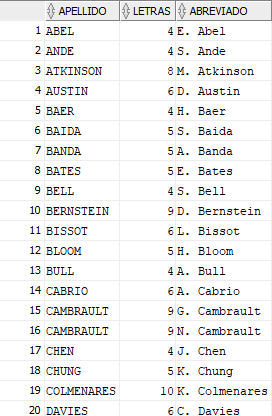 APELLIDO LETRAS ABREVIADO
1 ABEL 4 E. Abel
2 ANDE 4 S. Ande
3 ATKINSON 8 M. Atkinson
4 AUSTIN 6 D. Austin
5 BAER 4 H. Baer
6 BAIDA 5 S. Baida
7 BANDA 5 A. Banda
8 BATES 5 E. Bates
9 BELL 4 S. Bell
10 BERNSTEIN 9 D. Bernstein
11 BISSOT 6 L. Bissot
12 BLOOM 5 H. Bloom
13 BULL 4 A. Bull
14 CABRIO 6 A. Cabrio
15 CAMBRAULT 9 G. Cambrault
16 CAMBRAULT 9 N. Cambrault
17 CHEN 4 J. Chen
18 CHUNG 5 K. Chung
19 COLMENARES 10 K. Colmenares
20 DAVIES 6 C. Davies